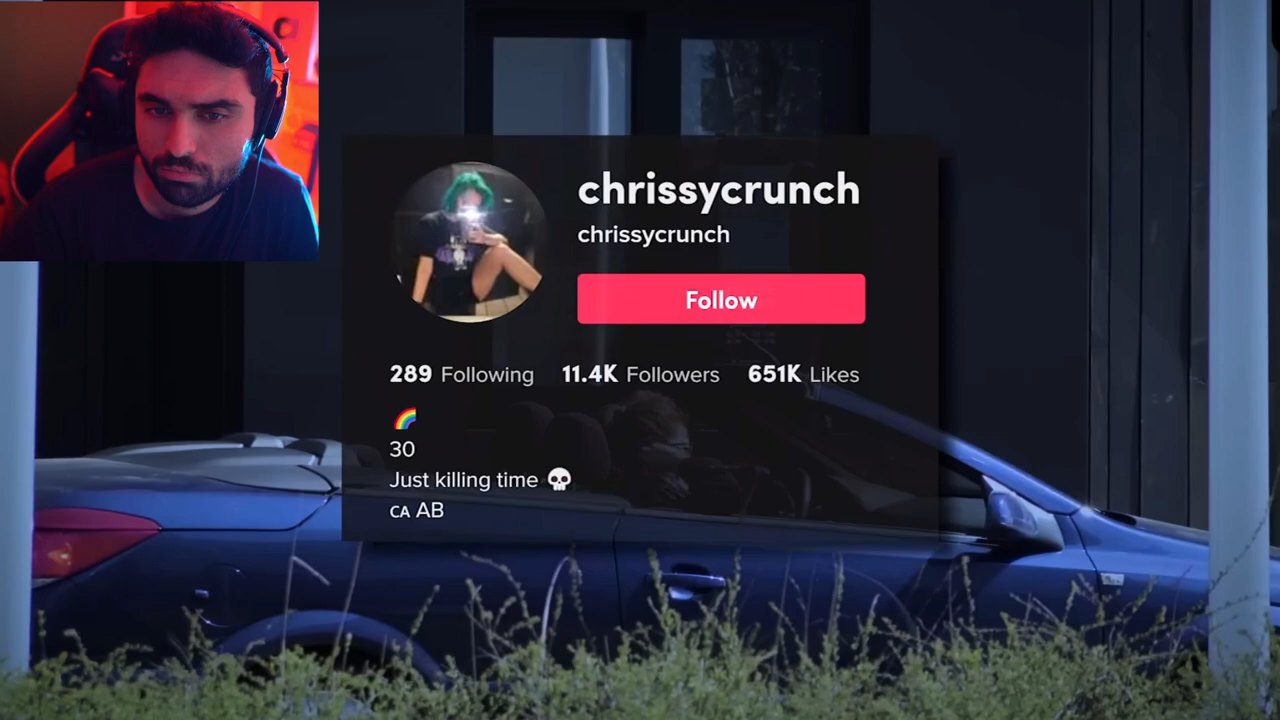 chrissycrunch
chrissycrunch
Follow
289 Following 11.4K Followers 651K Likes
30
Just killing time 💀
CA AB